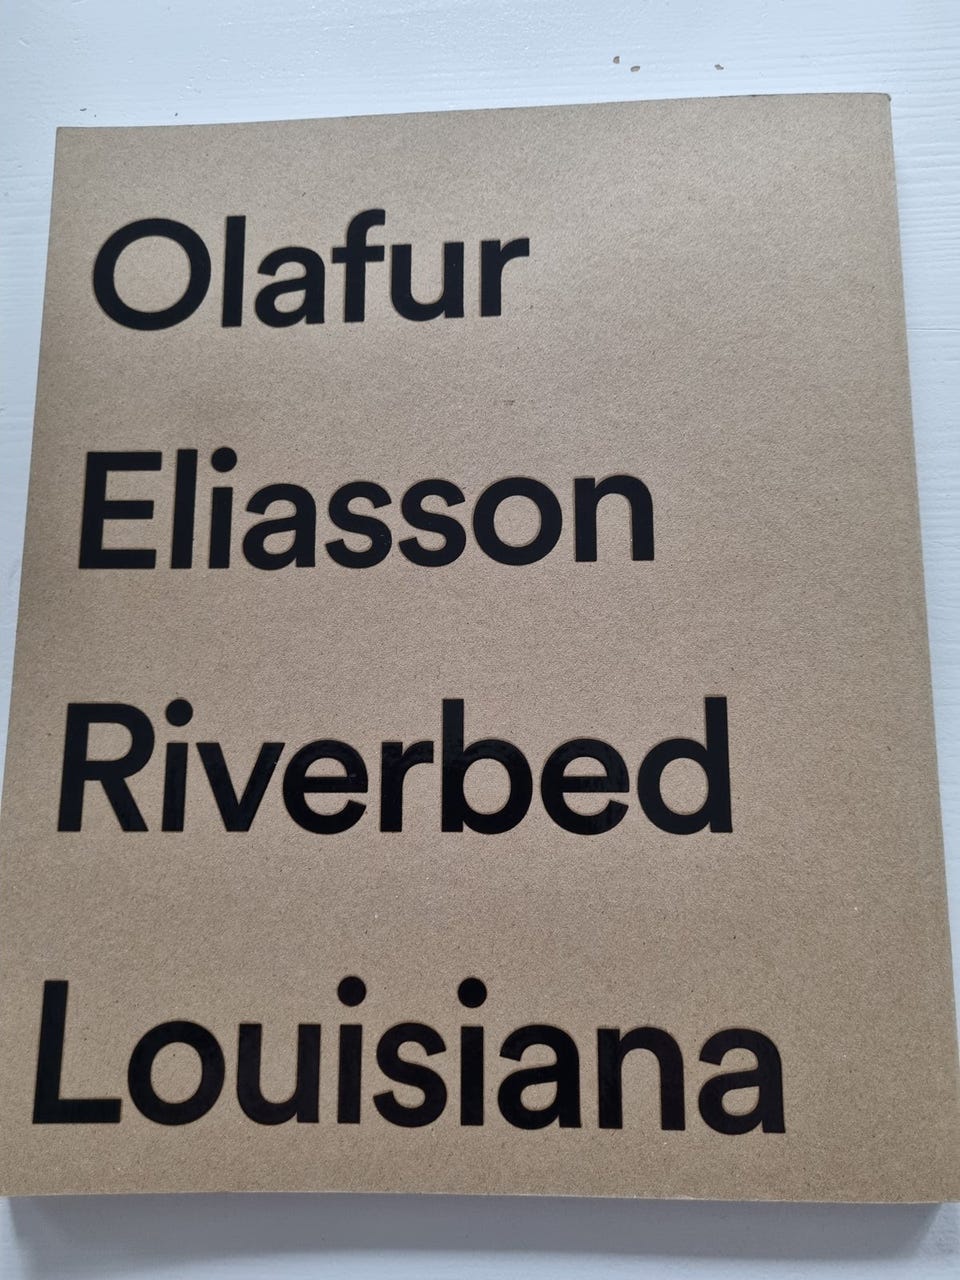 Olafur
Eliasson
Riverbed
Louisiana